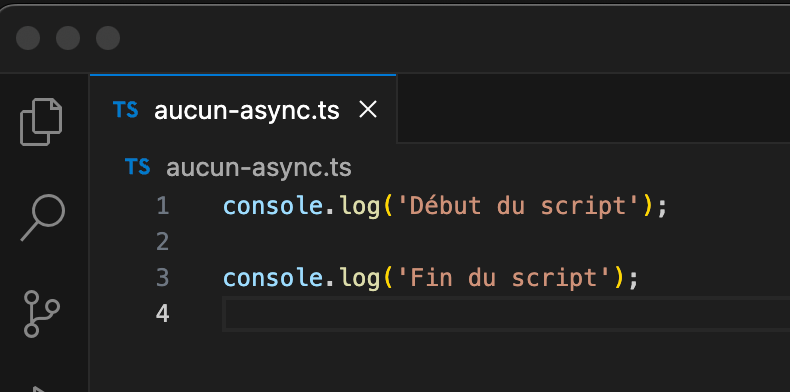 TS aucun-async.ts
TS aucun-async.ts
1 console.log('Début du script');
2
3 console.log('Fin du script');
4